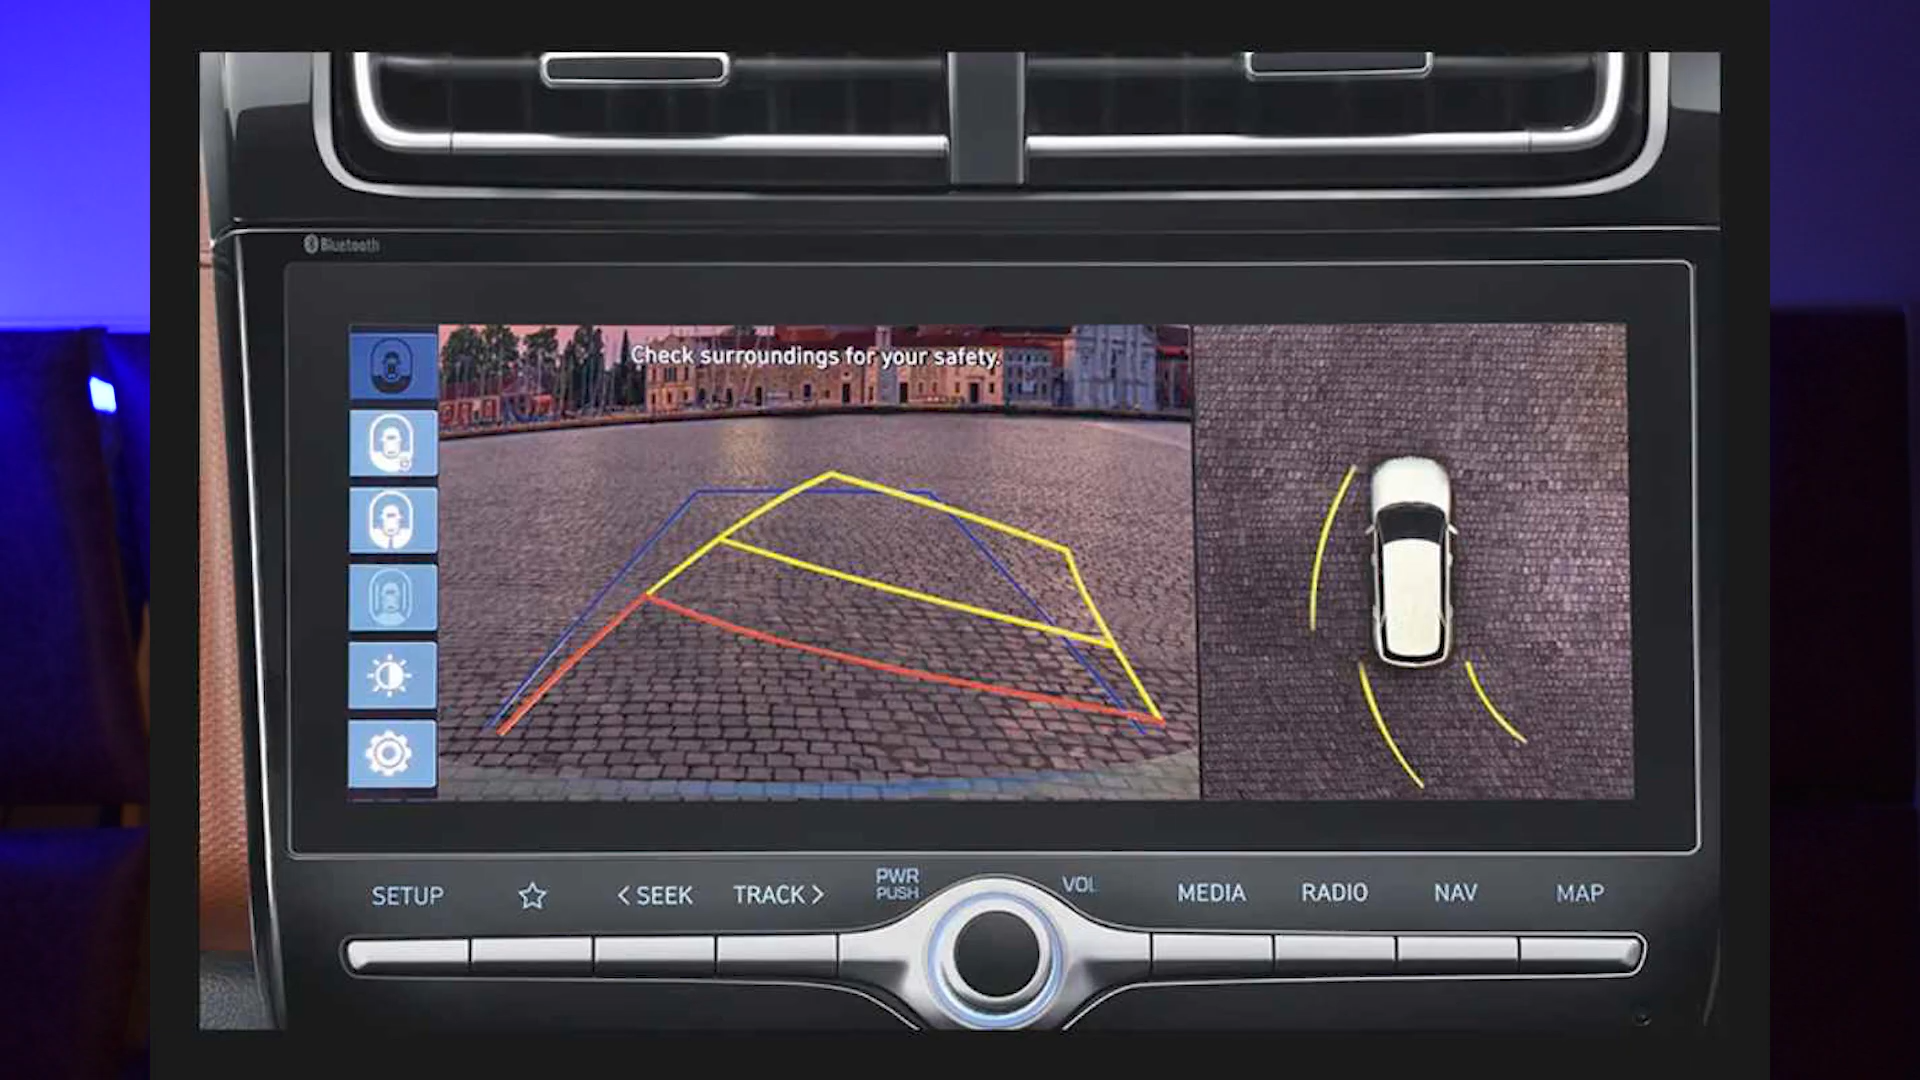 Bluetooth
Check surroundings for your safety.
SETUP
< SEEK
TRACK >
PWR
PUSH
VOL
MEDIA
RADIO
NAV
MAP